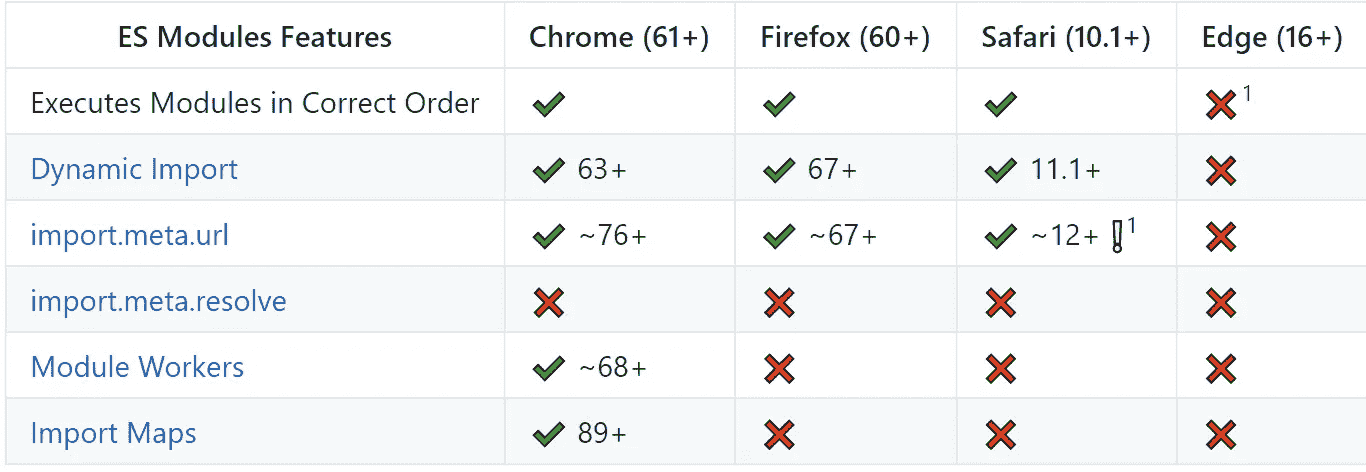 ES Modules Features Chrome (61+) Firefox (60+) Safari (10.1+) Edge (16+)
Executes Modules in Correct Order ✔ ✔ ✔ ❌ 1
Dynamic Import ✔ 63+ ✔ 67+ ✔ 11.1+ ❌
import.meta.url ✔ ~76+ ✔ ~67+ ✔ ~12+ ❕ 1 ❌
import.meta.resolve ❌ ❌ ❌ ❌
Module Workers ✔ ~68+ ❌ ❌ ❌
Import Maps ✔ 89+ ❌ ❌ ❌